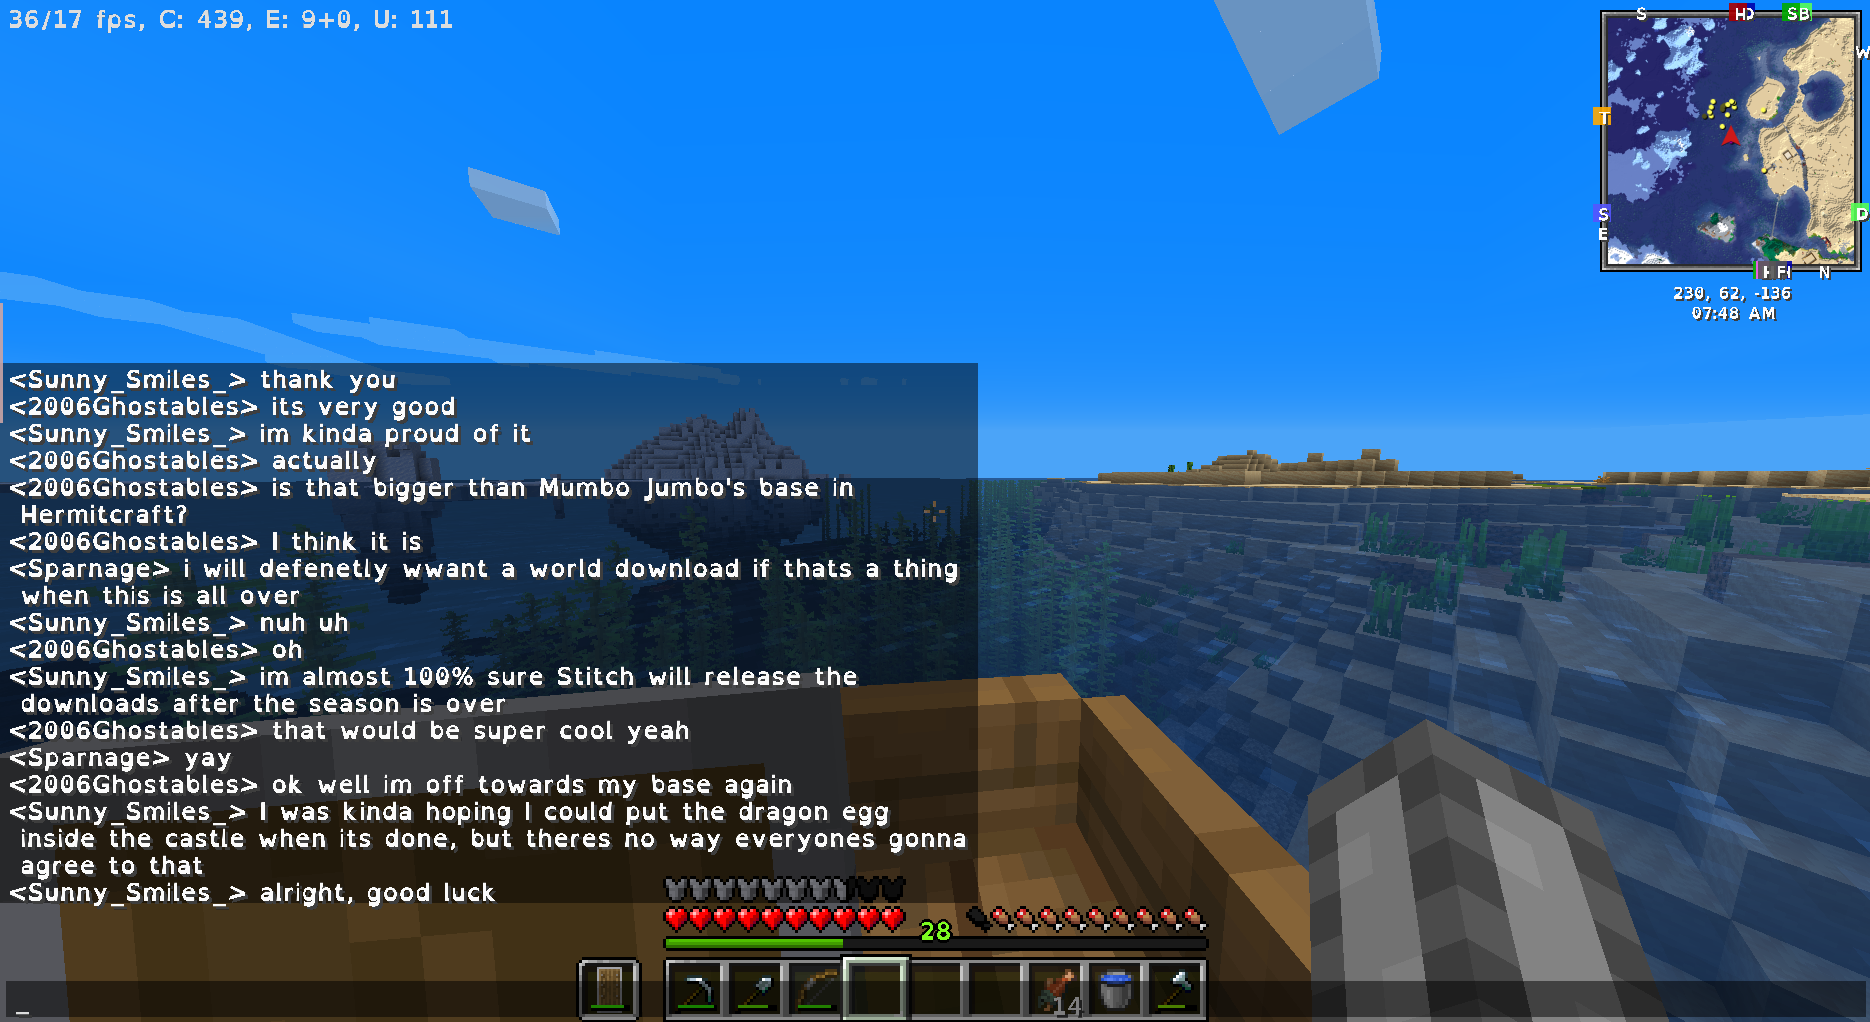 36/17 fps, C: 439, E: 9+0, U: 111
S
H
SB
W
T
S
E
D
F
N
230, 62, -136
07:48 AM
<Sunny_Smiles_> thank you
<2006Ghostables> its very good
<Sunny_Smiles_> im kinda proud of it
<2006Ghostables> actually
<2006Ghostables> is that bigger than Mumbo Jumbo's base in
Hermitcraft?
<2006Ghostables> I think it is
<Sparnage> i will defenetly wwant a world download if thats a thing
when this is all over
<Sunny_Smiles_> nuh uh
<2006Ghostables> oh
<Sunny_Smiles_> im almost 100% sure Stitch will release the
downloads after the season is over
<2006Ghostables> that would be super cool yeah
<Sparnage> yay
<2006Ghostables> ok well im off towards my base again
<Sunny_Smiles_> I was kinda hoping I could put the dragon egg
inside the castle when its done, but theres no way everyones gonna
agree to that
<Sunny_Smiles_> alright, good luck
28
14
_